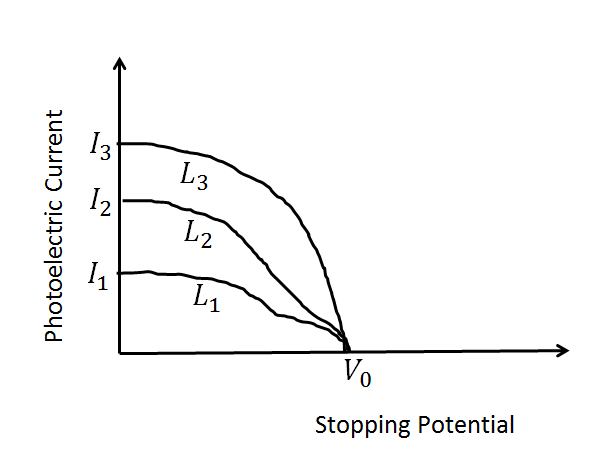 Photoelectric Current
I₃
L₃
I₂
L₂
I₁
L₁
V₀
Stopping Potential